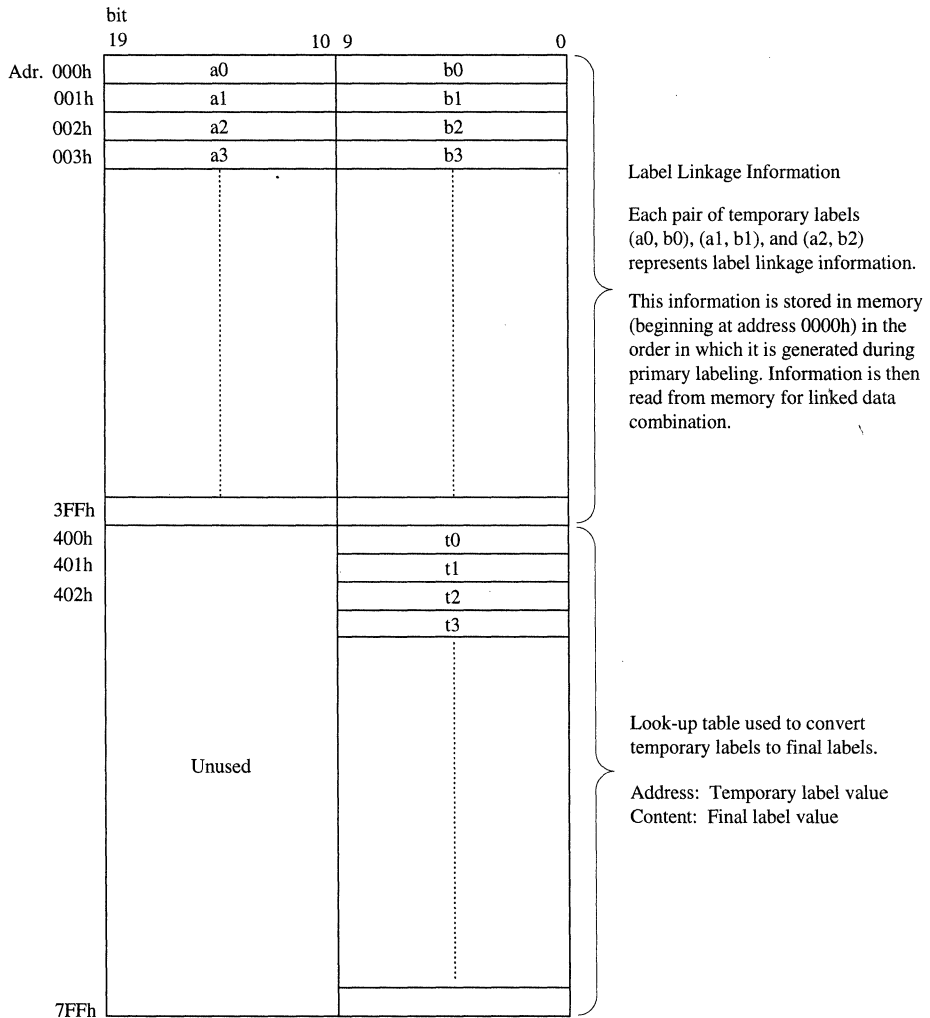 bit
19 10 9 0
Adr. 000h a0 b0
001h a1 b1
002h a2 b2
003h a3 b3
Label Linkage Information
Each pair of temporary labels
(a0, b0), (a1, b1), and (a2, b2)
represents label linkage information.
This information is stored in memory
(beginning at address 0000h) in the
order in which it is generated during
primary labeling. Information is then
read from memory for linked data
combination.
3FFh
400h t0
401h t1
402h t2
t3
Unused
Look-up table used to convert
temporary labels to final labels.
Address: Temporary label value
Content: Final label value
7FFh